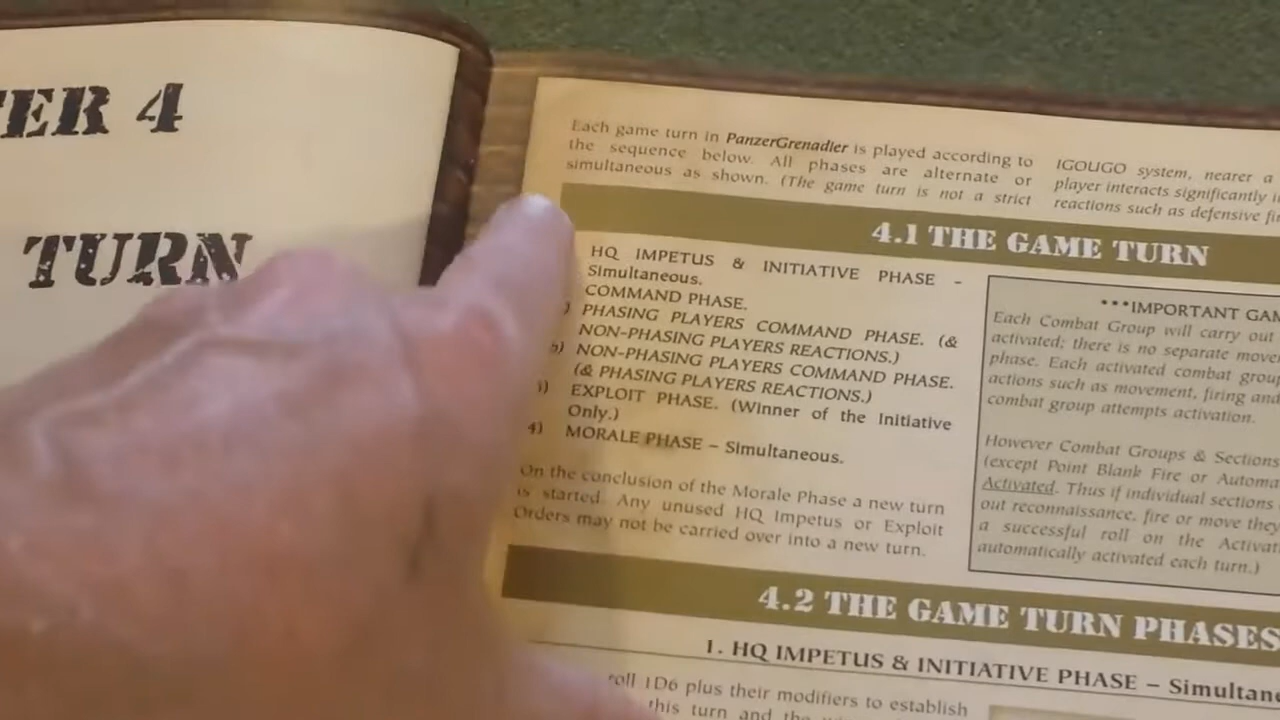 TER 4
TURN
Each game turn in PanzerGrenadier is played according to
the sequence below. All phases are alternate or
simultaneous as shown. (The game turn is not a strict
IGOUGO system, nearer a
player interacts significantly
reactions such as defensive
4.1 THE GAME TURN
HQ IMPETUS & INITIATIVE PHASE –
Simultaneous.
COMMAND PHASE.
) PHASING PLAYERS COMMAND PHASE. (&
NON-PHASING PLAYERS REACTIONS.)
b) NON-PHASING PLAYERS COMMAND PHASE.
(& PHASING PLAYERS REACTIONS.)
) EXPLOIT PHASE. (Winner of the Initiative
Only.)
4) MORALE PHASE – Simultaneous.
On the conclusion of the Morale Phase a new turn
is started. Any unused HQ Impetus or Exploit
Orders may not be carried over into a new turn.
***IMPORTANT
Each Combat Group will carry out
activated; there is no separate
phase. Each activated combat
actions such as movement, firing and
combat group attempts activation.
However Combat Groups & Sections
(except Point Blank Fire or
Activated. Thus if individual sections
out reconnaissance, fire or move they
a successful roll on the
automatically activated each turn.)
4.2 THE GAME TURN PHASES
1. HQ IMPETUS & INITIATIVE PHASE –
roll 1D6 plus their modifiers to establish
this turn and the